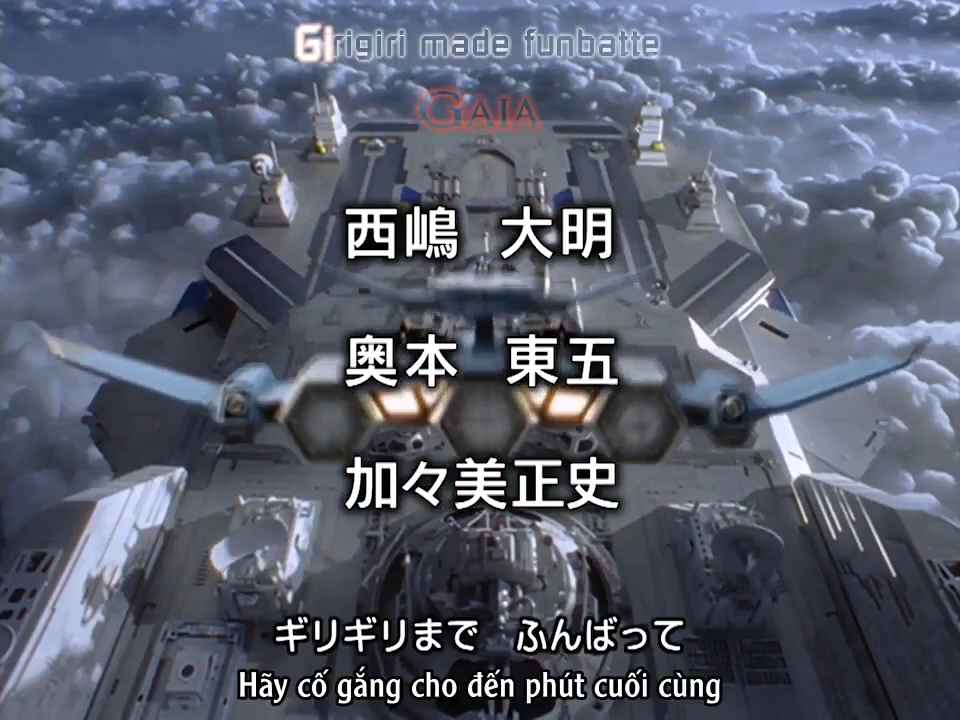 Girigiri made funbatte
GAIA
西嶋 大明
奥本 東五
加々美正史
ギリギリまで ふんばって
Hãy cố gắng cho đến phút cuối cùng